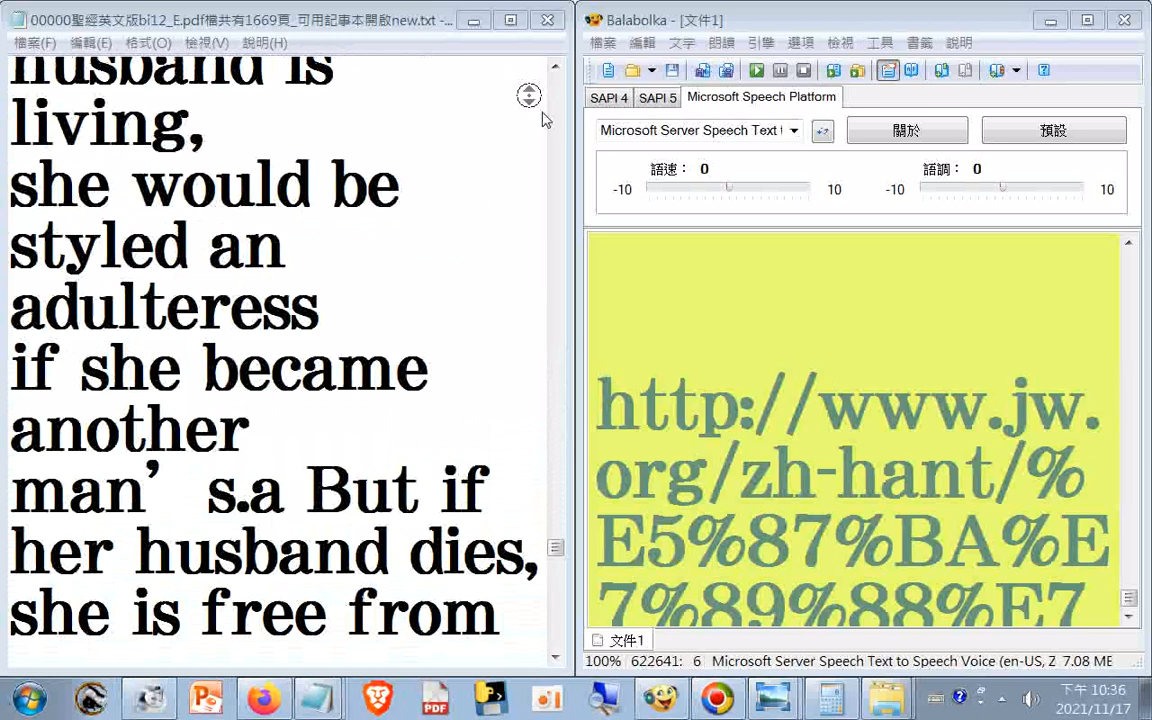 00000聖經英文版bi12_E.pdf檔共有1669頁_可用記事本開啟new.txt -...
檔案(F) 編輯(E) 格式(O) 檢視(V) 說明(H)
husband is
living,
she would be
styled an
adulteress
if she became
another
man’s.a But if
her husband dies,
she is free from
Balabolka - [文件1]
檔案 編輯 文字 朗讀 引擎 選項 檢視 工具 書籤 說明
SAPI 4 SAPI 5 Microsoft Speech Platform
Microsoft Server Speech Text 關於 預設
語速： 0 語調： 0
-10 10 -10 10
http://www.jw.
org/zh-hant/%
E5%87%BA%E
7%89%88%E7
文件1
100% 622641: 6 Microsoft Server Speech Text to Speech Voice (en-US, Z 7.08 ME
下午 10:36
2021/11/17